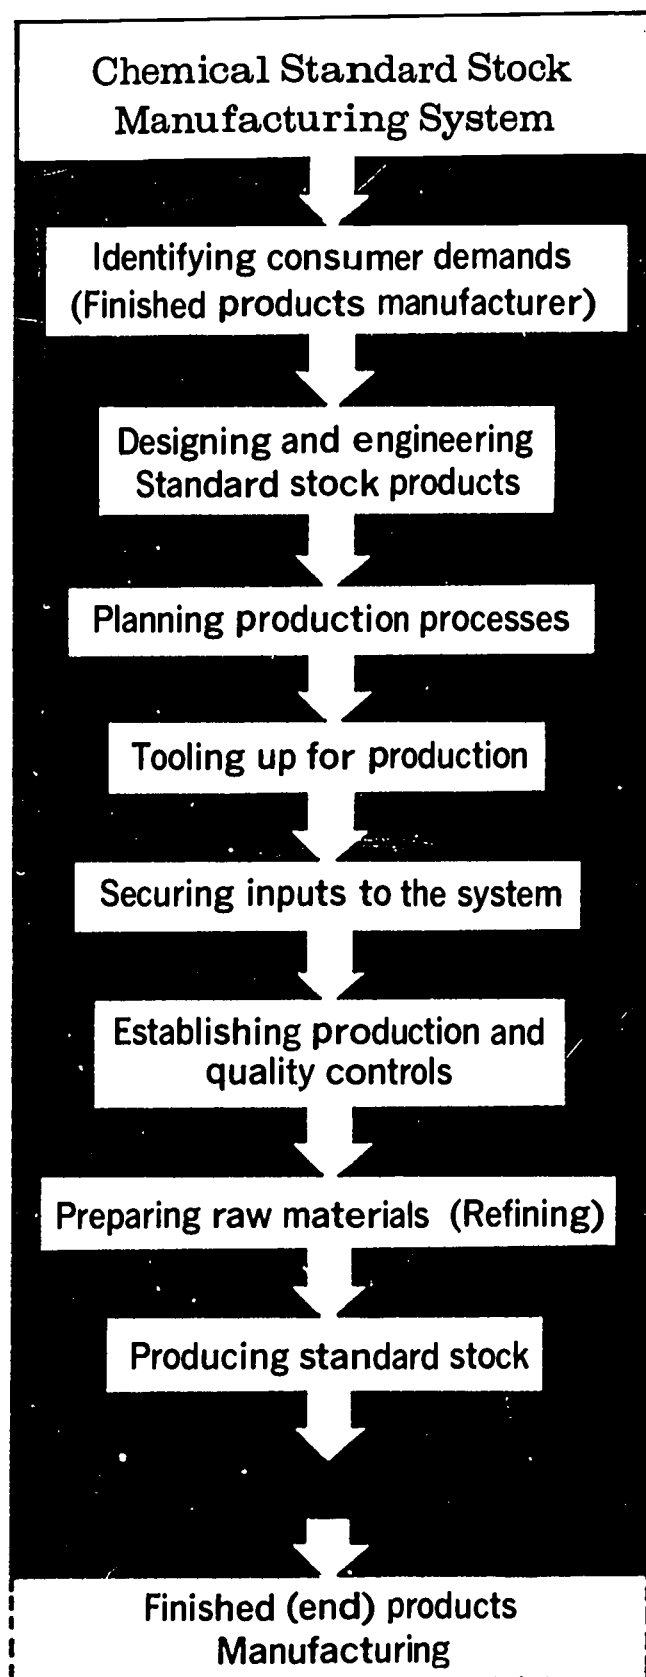 Chemical Standard Stock
Manufacturing System
Identifying consumer demands
(Finished products manufacturer)
Designing and engineering
Standard stock products
Planning production processes
Tooling up for production
Securing inputs to the system
Establishing production and
quality controls
Preparing raw materials (Refining)
Producing standard stock
Finished (end) products
Manufacturing